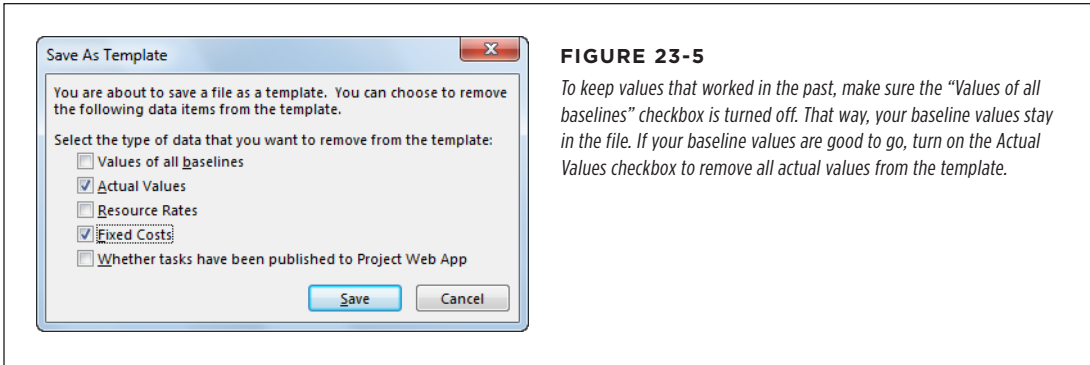 Save As Template
You are about to save a file as a template. You can choose to remove
the following data items from the template.
Select the type of data that you want to remove from the template:
Values of all baselines
Actual Values
Resource Rates
Fixed Costs
Whether tasks have been published to Project Web App
Save
Cancel
FIGURE 23-5
To keep values that worked in the past, make sure the “Values of all
baselines” checkbox is turned off. That way, your baseline values stay
in the file. If your baseline values are good to go, turn on the Actual
Values checkbox to remove all actual values from the template.